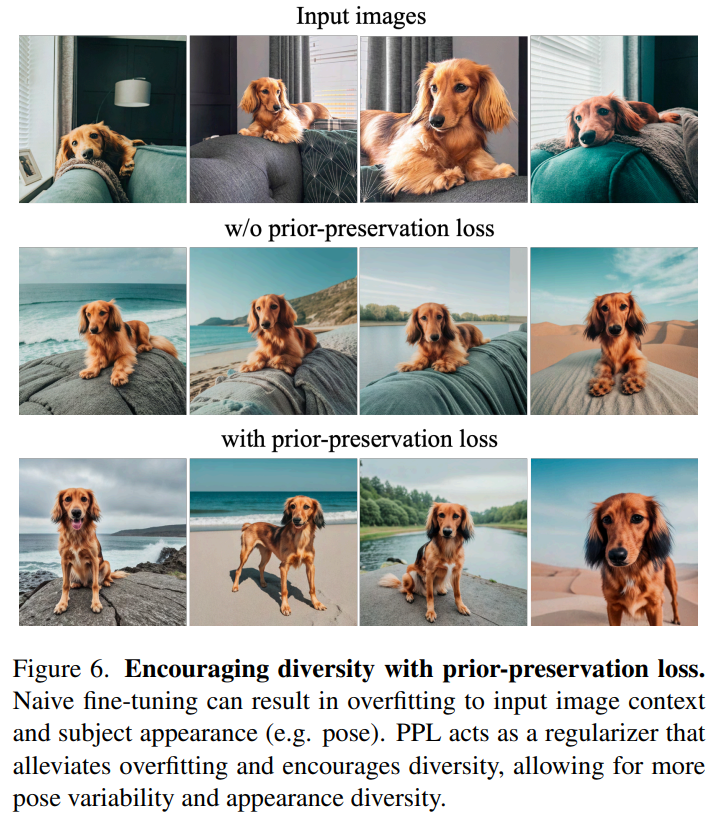 Input images
w/o prior-preservation loss
with prior-preservation loss
Figure 6. Encouraging diversity with prior-preservation loss.
Naive fine-tuning can result in overfitting to input image context
and subject appearance (e.g. pose). PPL acts as a regularizer that
alleviates overfitting and encourages diversity, allowing for more
pose variability and appearance diversity.